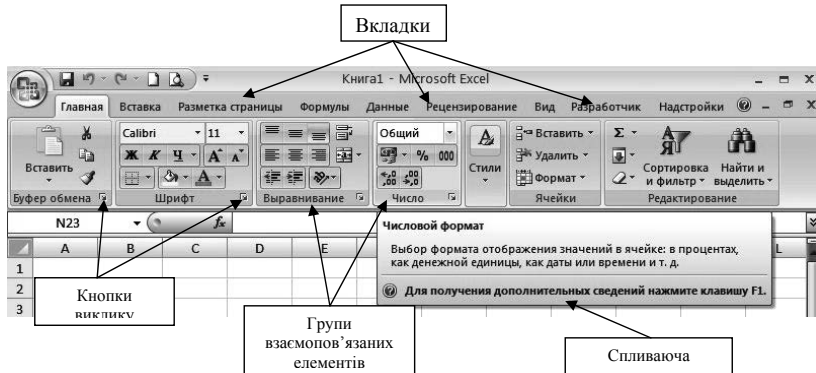 Вкладки
Книга1 - Microsoft Excel
Главная Вставка Разметка страницы Формулы Данные Рецензирование Вид Разработчик Надстройки
Calibri 11 Общий Вставить Σ
Ж К Ч А А % 000 Удалить
Вставить А Стили Формат Сортировка и фильтр Найти и выделить
Буфер обмена Шрифт Выравнивание Число Ячейки Редактирование
N23 fx
Числовой формат
Выбор формата отображения значений в ячейке: в процентах,
как денежной единицы, как даты или времени и т. д.
Для получения дополнительных сведений нажмите клавишу F1.
A B C D E L
1
2
3
Кнопки
виклику
Групи
взаємопов’язаних
елементів
Спливаюча